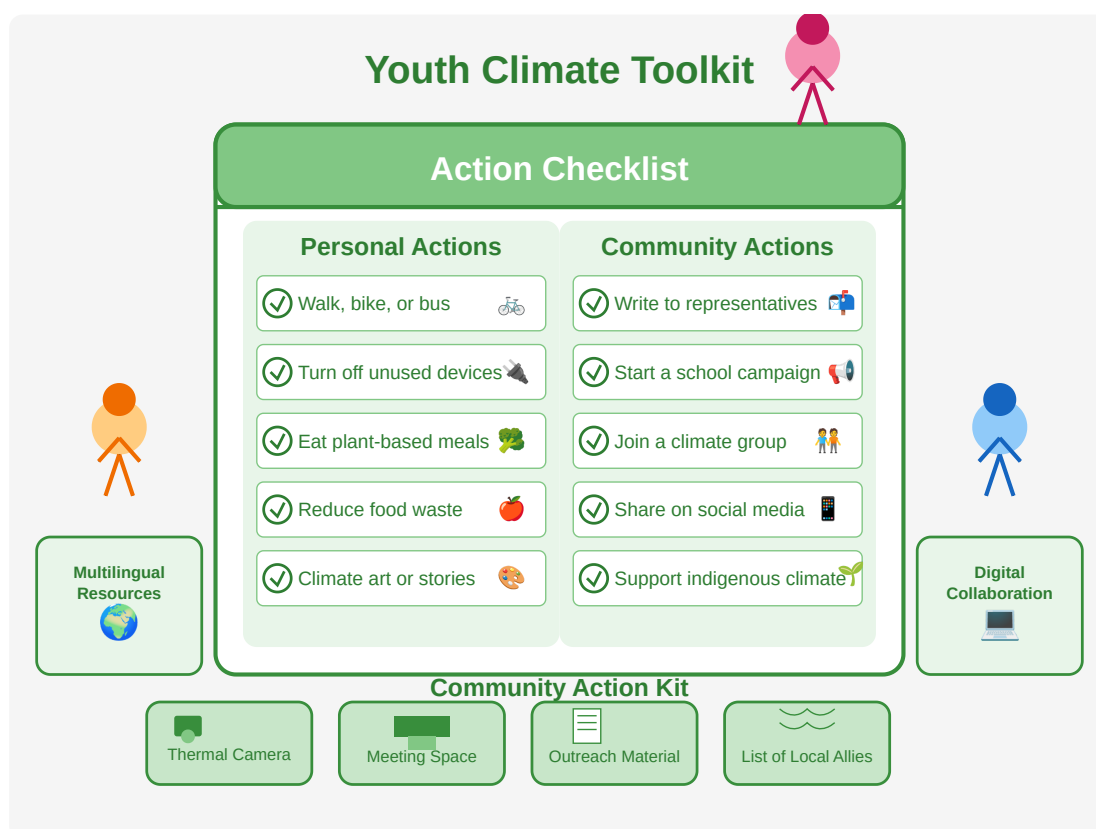 Youth Climate Toolkit
Action Checklist
Personal Actions
Walk, bike, or bus
Turn off unused devices
Eat plant-based meals
Reduce food waste
Climate art or stories
Community Actions
Write to representatives
Start a school campaign
Join a climate group
Share on social media
Support indigenous climate
Multilingual
Resources
Digital
Collaboration
Community Action Kit
Thermal Camera
Meeting Space
Outreach Material
List of Local Allies